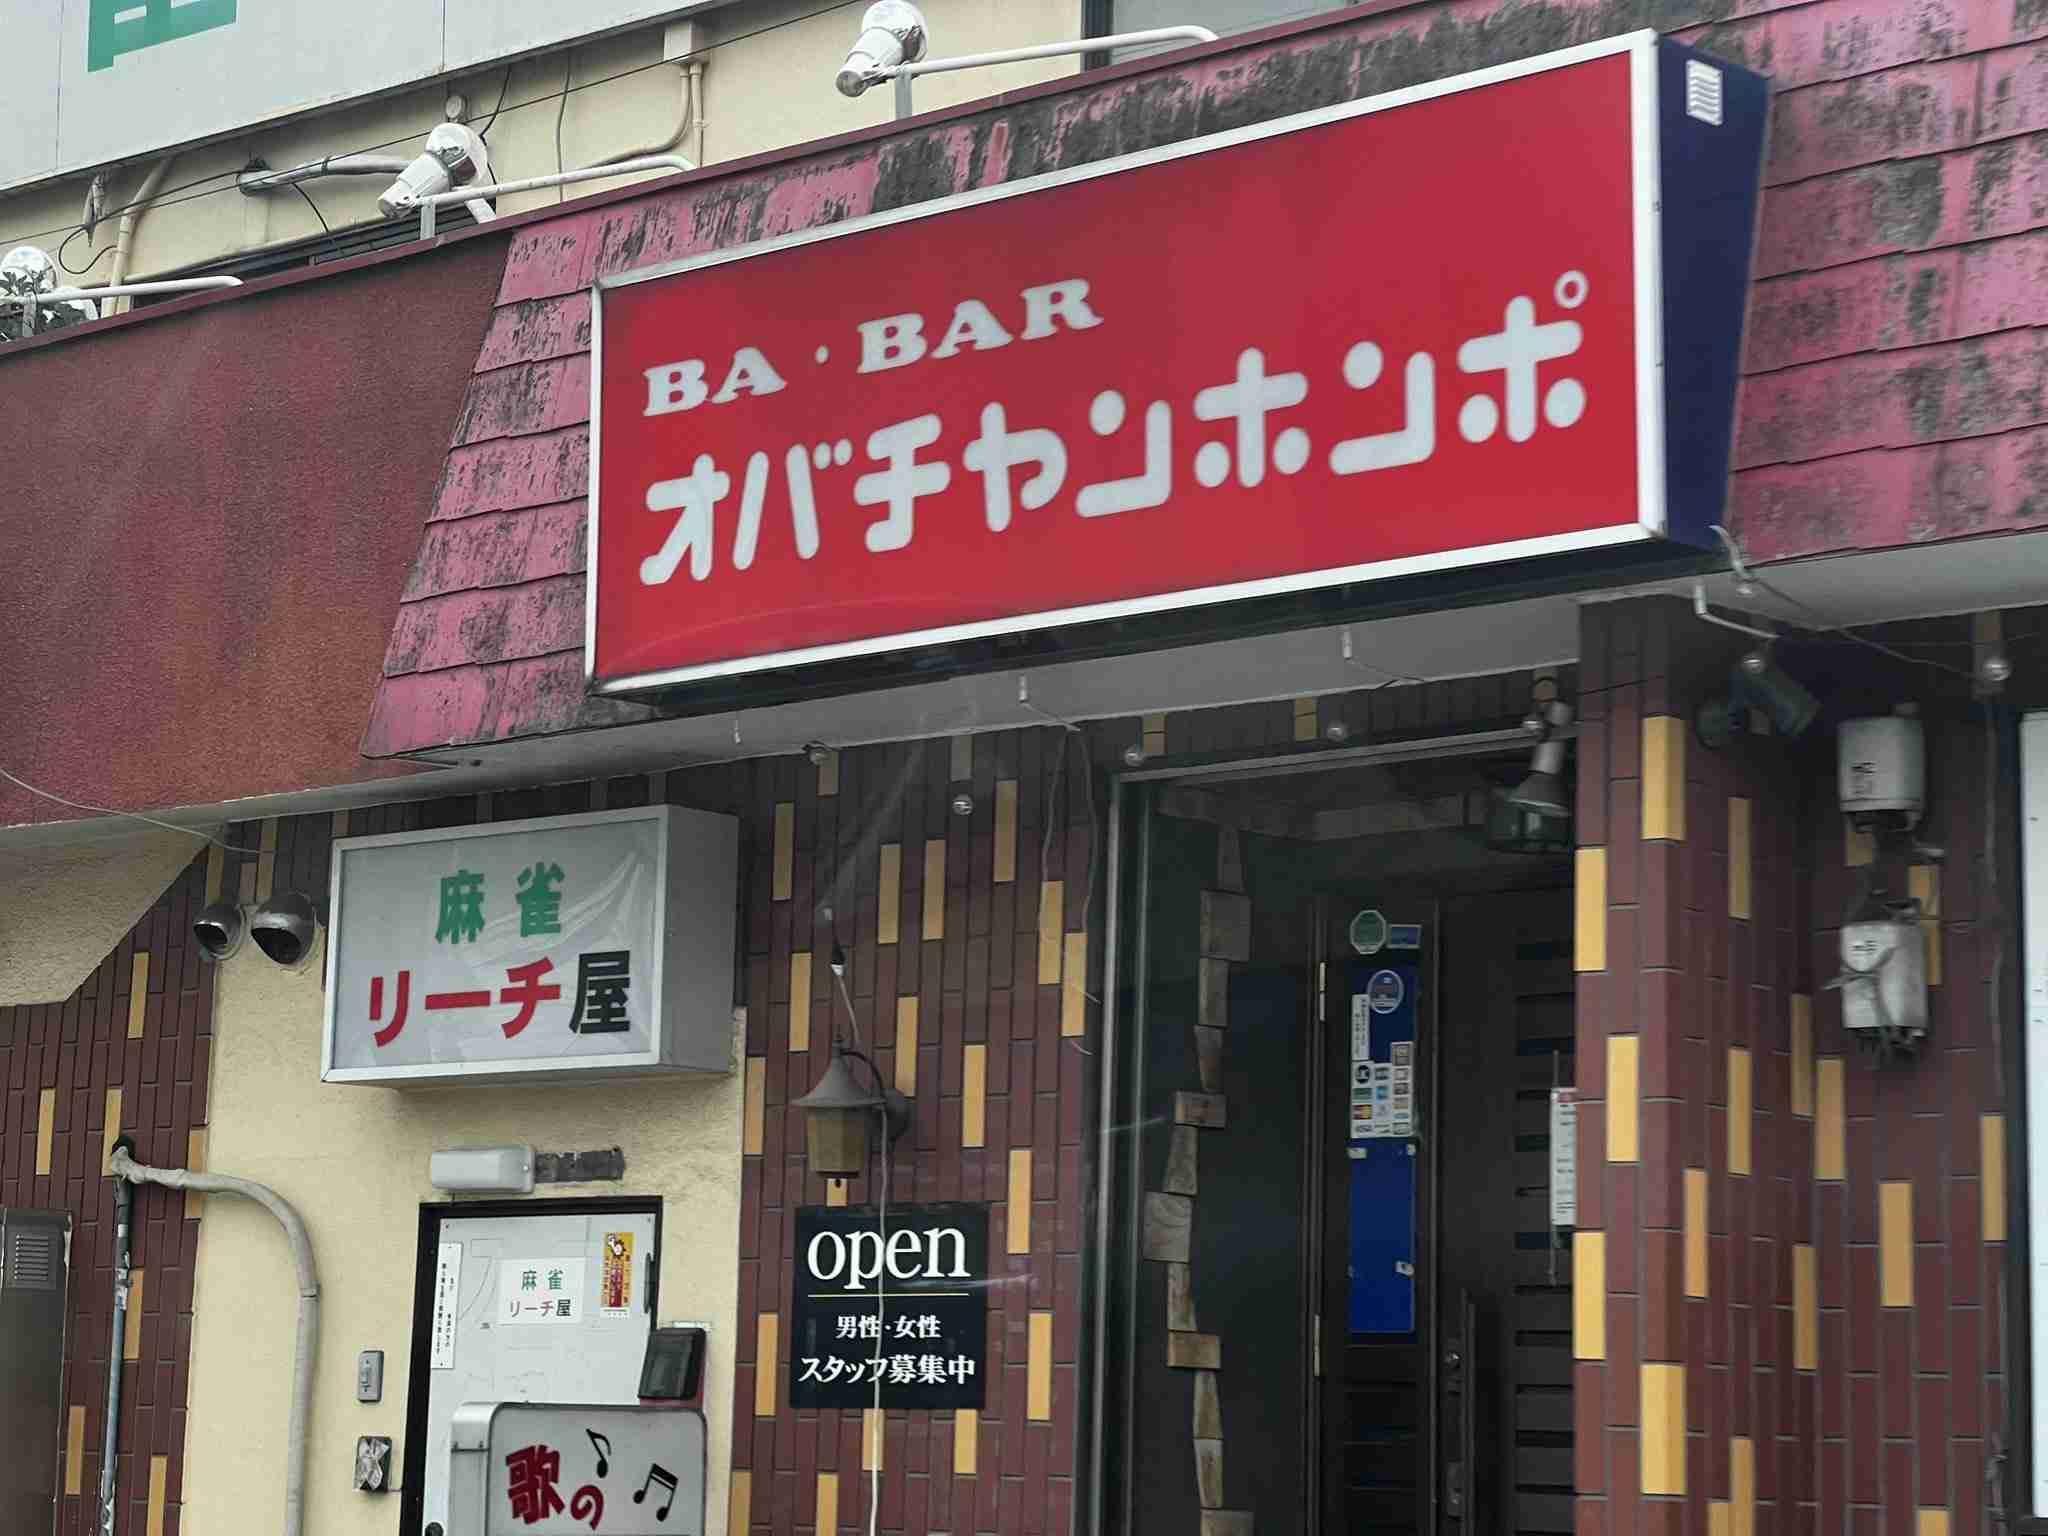 BA・BAR
オバチャンホンポ
麻雀
リーチ屋
麻雀
リーチ屋
open
男性・女性
スタッフ募集中
歌の